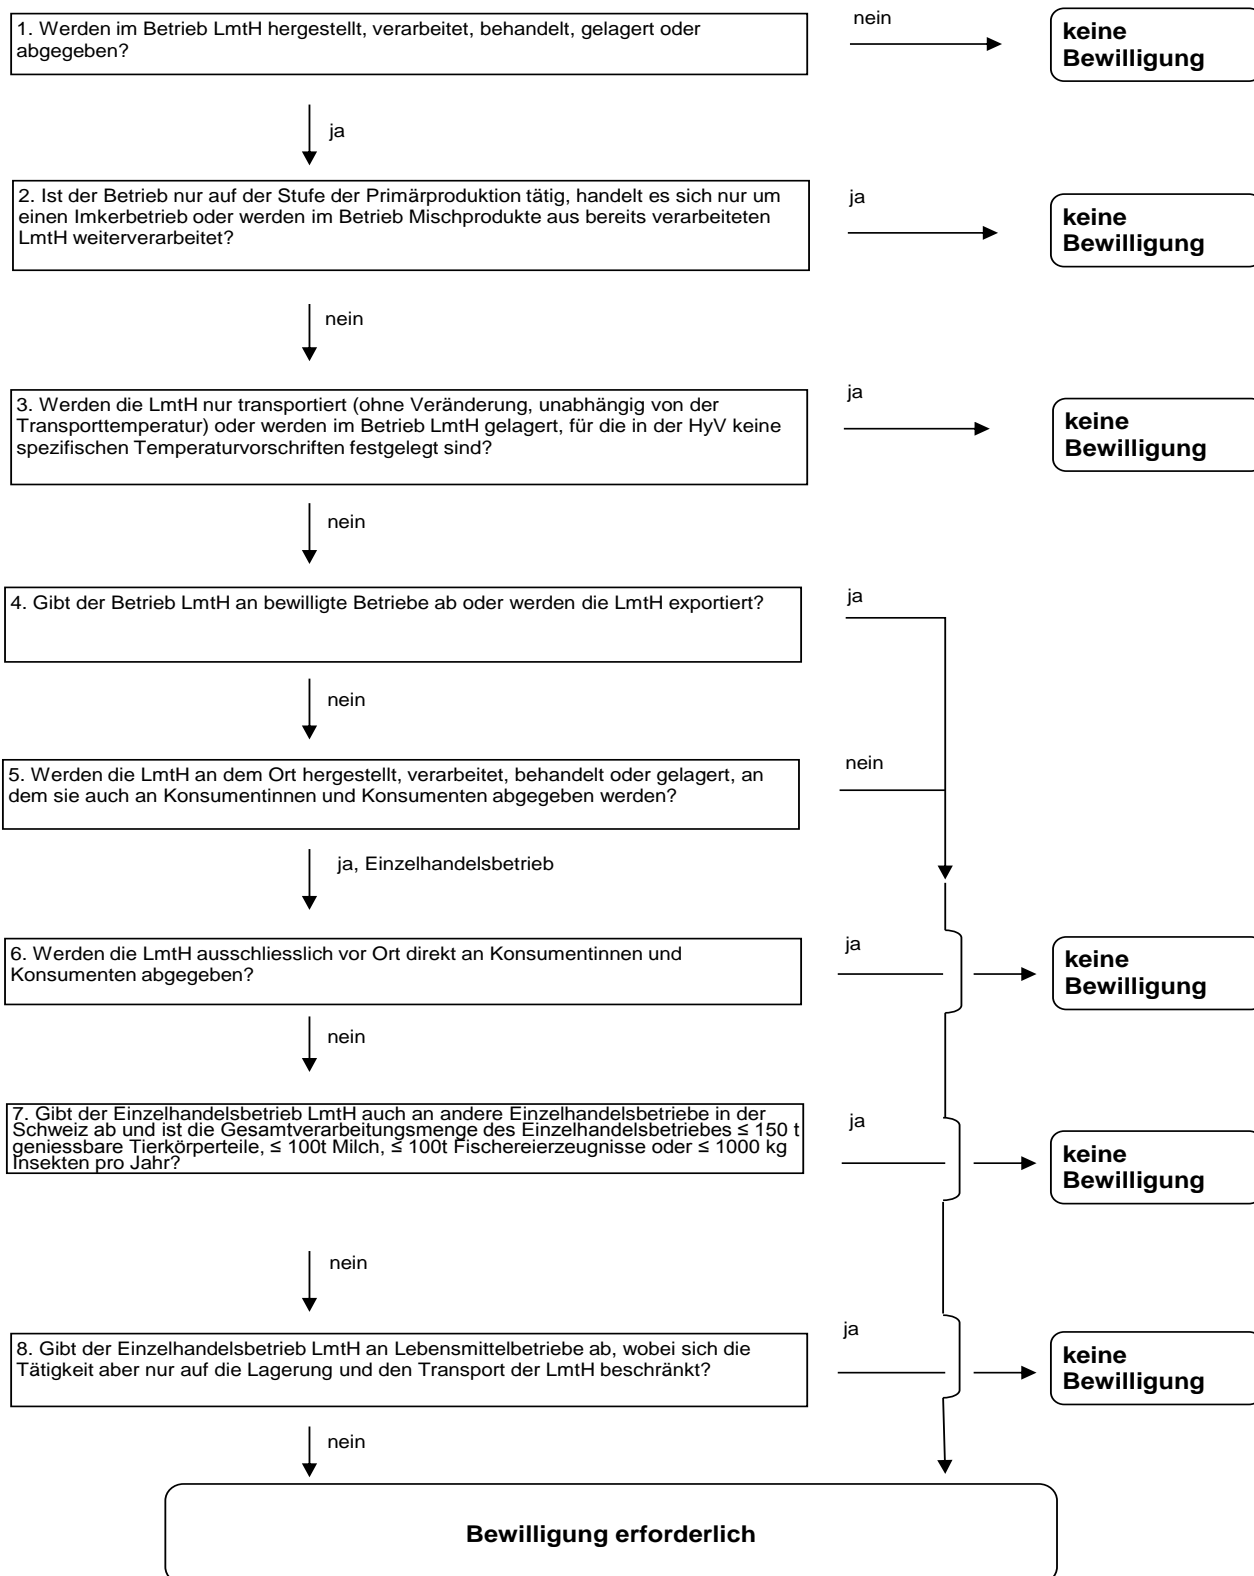 1. Werden im Betrieb LmtH hergestellt, verarbeitet, behandelt, gelagert oder
abgegeben?
nein
keine
Bewilligung
ja
2. Ist der Betrieb nur auf der Stufe der Primärproduktion tätig, handelt es sich nur um
einen Imkerbetrieb oder werden im Betrieb Mischprodukte aus bereits verarbeiteten
LmtH weiterverarbeitet?
ja
keine
Bewilligung
nein
3. Werden die LmtH nur transportiert (ohne Veränderung, unabhängig von der
Transporttemperatur) oder werden im Betrieb LmtH gelagert, für die in der HyV keine
spezifischen Temperaturvorschriften festgelegt sind?
ja
keine
Bewilligung
nein
4. Gibt der Betrieb LmtH an bewilligte Betriebe ab oder werden die LmtH exportiert?
ja
nein
5. Werden die LmtH an dem Ort hergestellt, verarbeitet, behandelt oder gelagert, an
dem sie auch an Konsumentinnen und Konsumenten abgegeben werden?
nein
ja, Einzelhandelsbetrieb
6. Werden die LmtH ausschliesslich vor Ort direkt an Konsumentinnen und
Konsumenten abgegeben?
ja
keine
Bewilligung
nein
7. Gibt der Einzelhandelsbetrieb LmtH auch an andere Einzelhandelsbetriebe in der
Schweiz ab und ist die Gesamtverarbeitungsmenge des Einzelhandelsbetriebes ≤ 150 t
geniessbare Tierkörperteile, ≤ 100t Milch, ≤ 100t Fischereierzeugnisse oder ≤ 1000 kg
Insekten pro Jahr?
ja
keine
Bewilligung
nein
8. Gibt der Einzelhandelsbetrieb LmtH an Lebensmittelbetriebe ab, wobei sich die
Tätigkeit aber nur auf die Lagerung und den Transport der LmtH beschränkt?
ja
keine
Bewilligung
nein
Bewilligung erforderlich